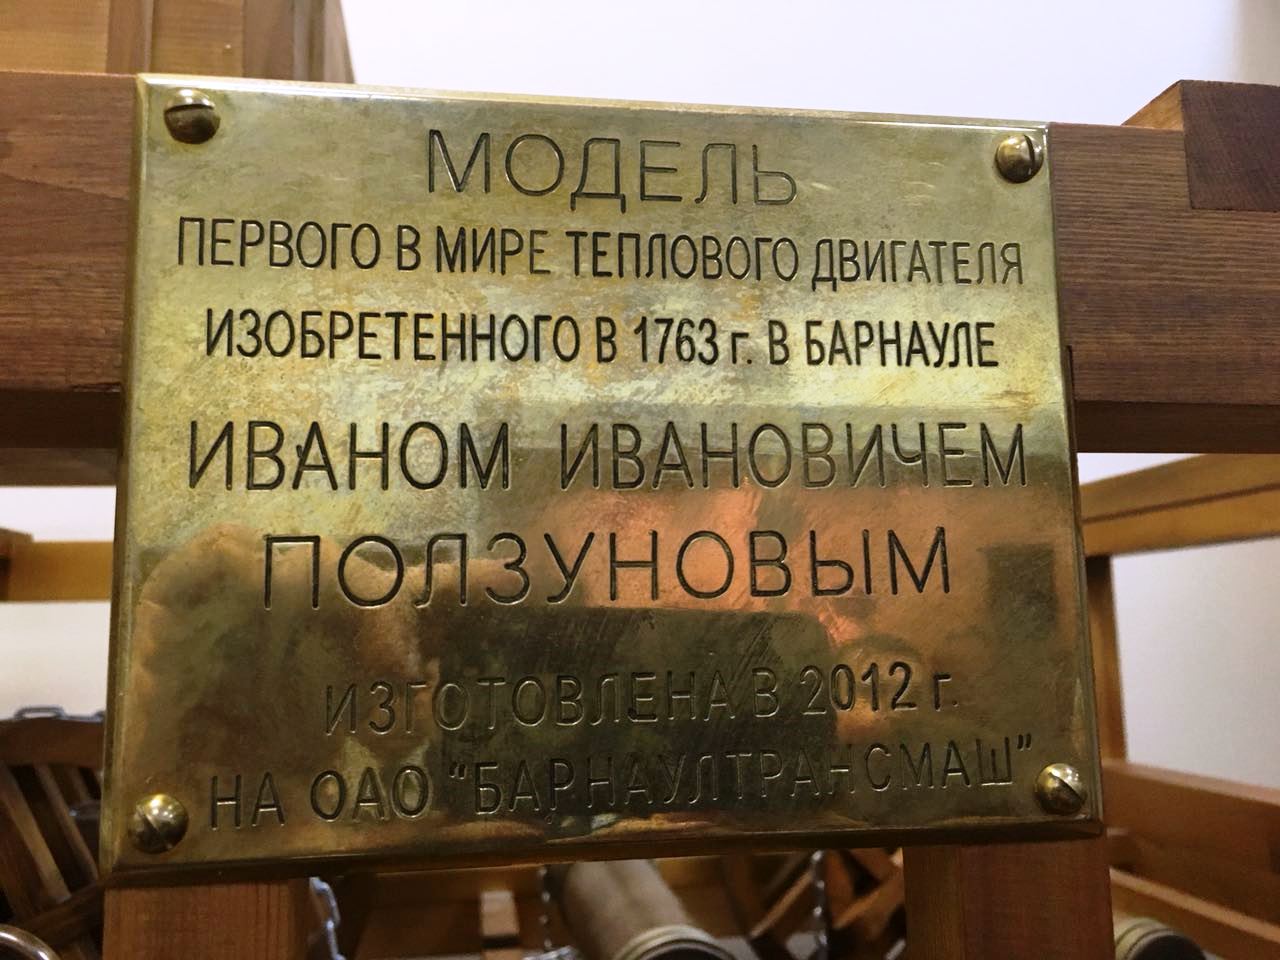 МОДЕЛЬ
ПЕРВОГО В МИРЕ ТЕПЛОВОГО ДВИГАТЕЛЯ
ИЗОБРЕТЕННОГО В 1763 г. В БАРНАУЛЕ
ИВАНОМ ИВАНОВИЧЕМ
ПОЛЗУНОВЫМ
ИЗГОТОВЛЕНА В 2012 г.
НА ОАО "БАРНАУЛТРАНСМАШ"